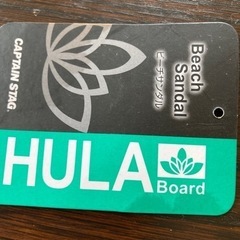 CAPTAIN STAG.
Beach
Sandal
ビーチサンダル
HULA
Board